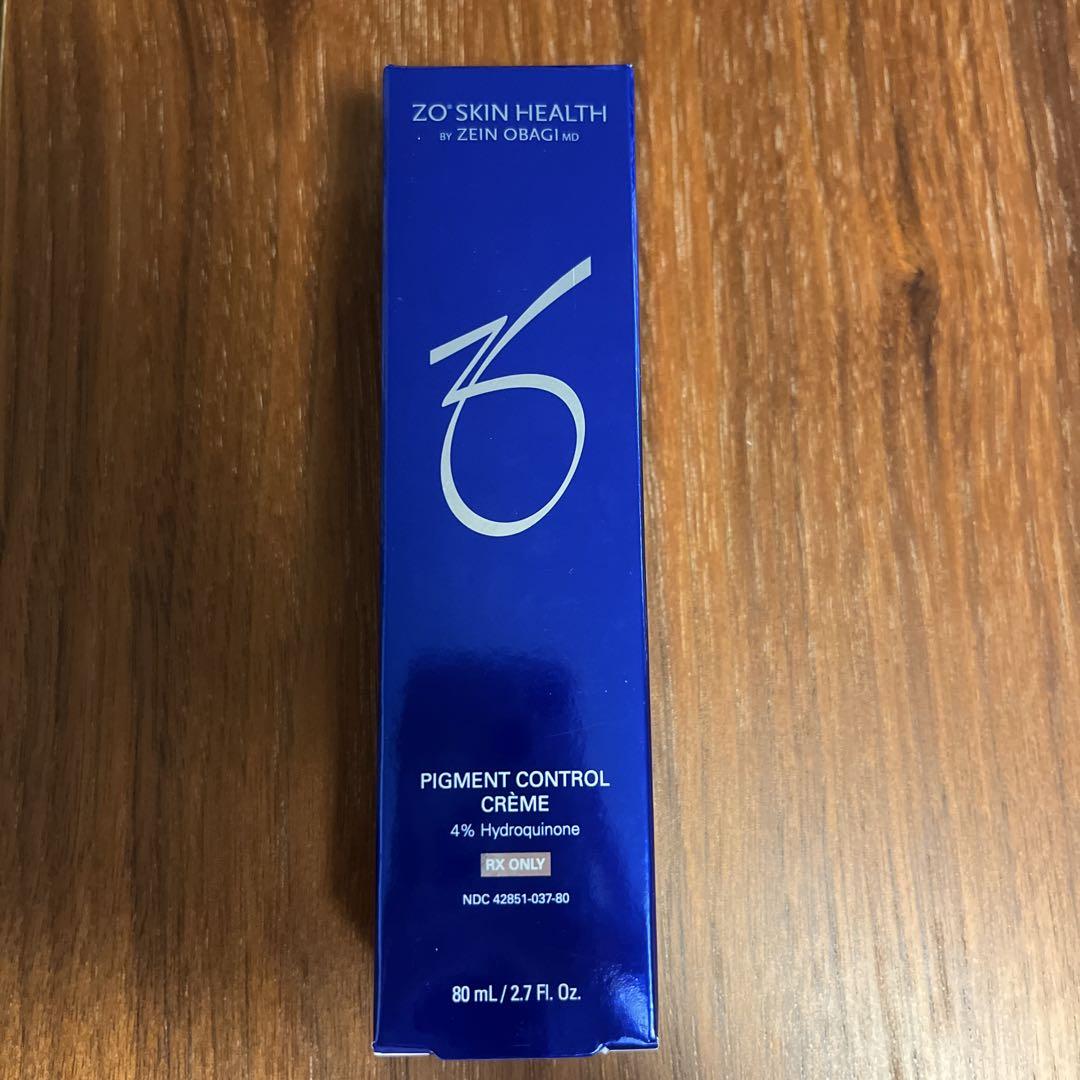 ZO® SKIN HEALTH
BY ZEIN OBAGI MD
ZO
PIGMENT CONTROL
CRÈME
4% Hydroquinone
RX ONLY
NDC 42851-037-80
80 mL / 2.7 Fl. Oz.